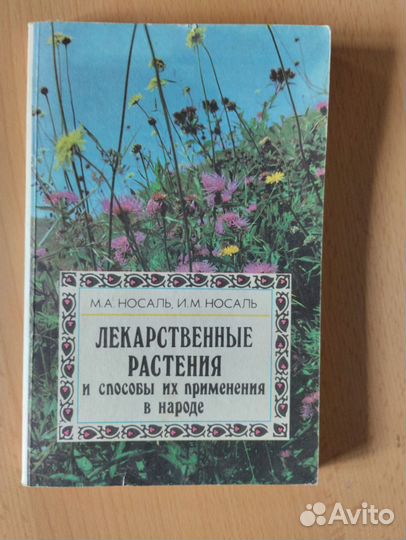 М.А. НОСАЛЬ, И.М. НОСАЛЬ
ЛЕКАРСТВЕННЫЕ
РАСТЕНИЯ
и способы их применения
в народе
Avito